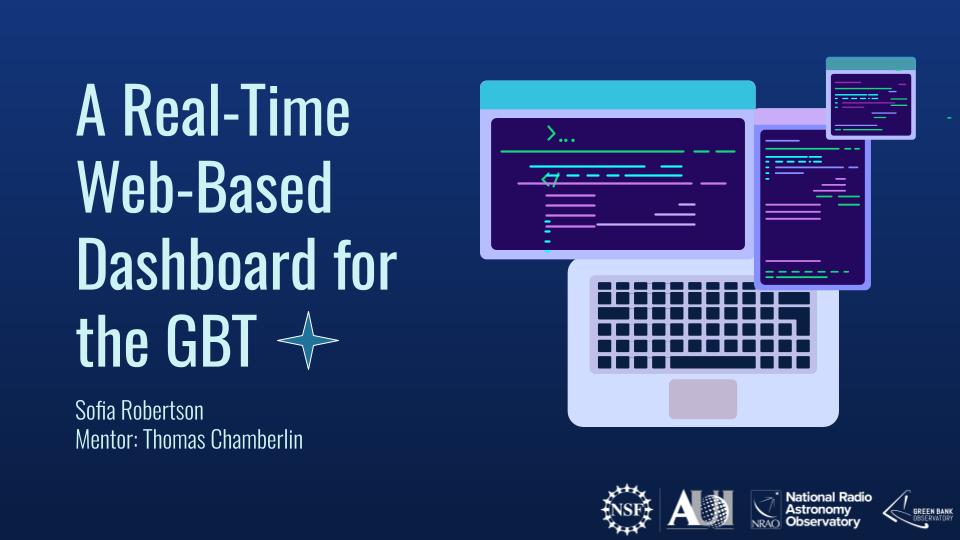 A Real-Time
Web-Based
Dashboard for
the GBT
Sofia Robertson
Mentor: Thomas Chamberlin
>...
</>
NSF
AUI
NRAO
National Radio
Astronomy
Observatory
GREEN BANK
OBSERVATORY